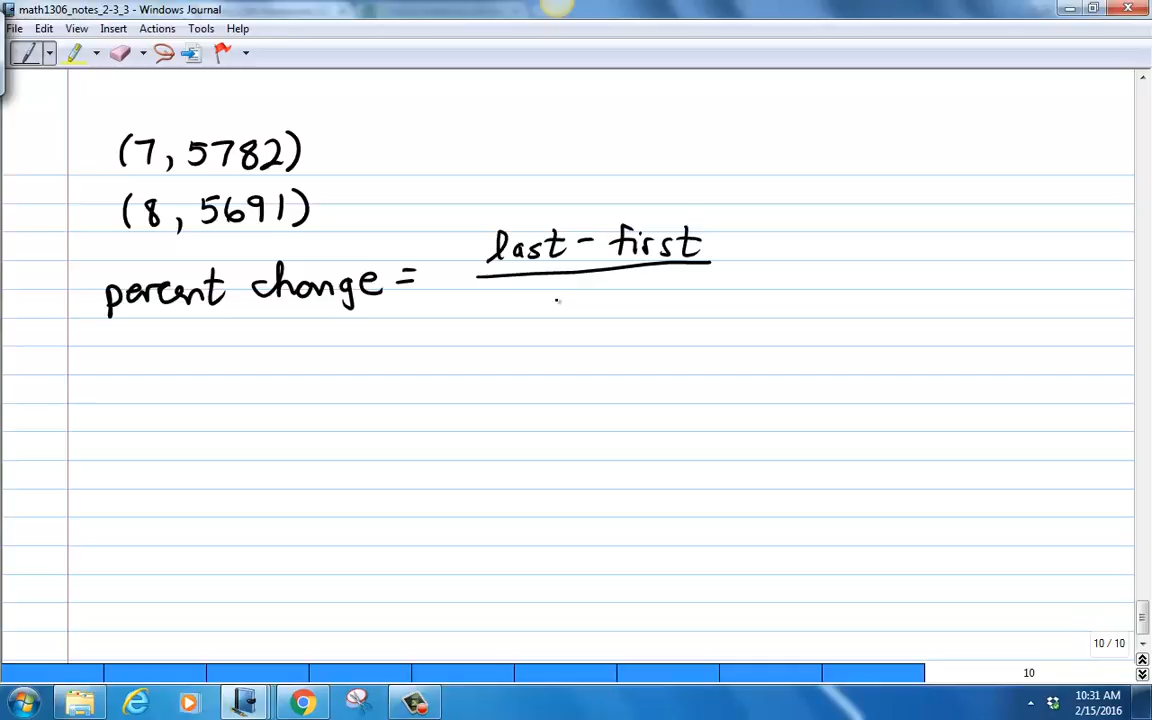 math1306_notes_2-3_3 - Windows Journal
File Edit View Insert Actions Tools Help
(7, 5782)
(8, 5691)
last - first
percent change =
10 / 10
10
10:31 AM
2/15/2016